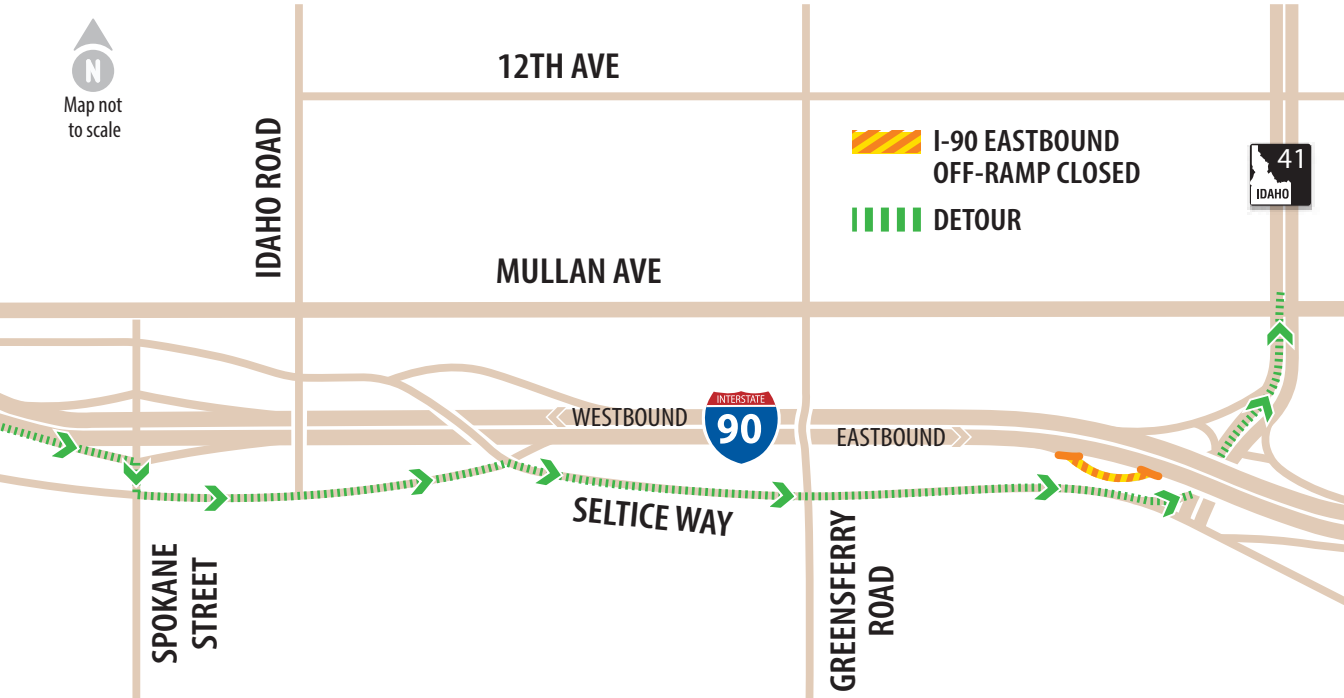 N
Map not
to scale
12TH AVE
IDAHO ROAD
I-90 EASTBOUND
OFF-RAMP CLOSED
DETOUR
41
IDAHO
MULLAN AVE
INTERSTATE
90
WESTBOUND
EASTBOUND
SELTICE WAY
SPOKANE
STREET
GREENSFERRY
ROAD